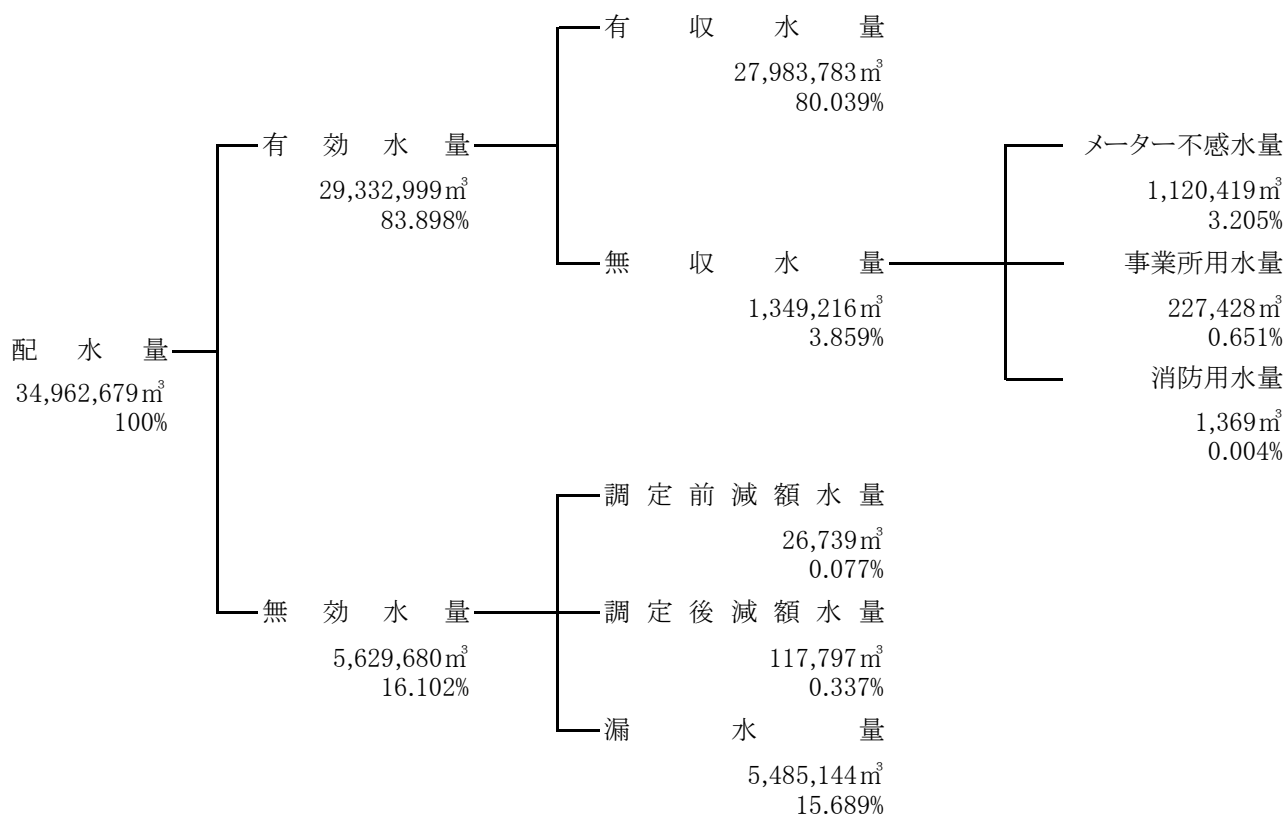 有収水量
27,983,783㎥
80.039%
有効水量
29,332,999㎥
83.898%
メーター不感水量
1,120,419㎥
3.205%
無収水量
1,349,216㎥
3.859%
事業所用水量
227,428㎥
0.651%
配水量
34,962,679㎥
100%
消防用水量
1,369㎥
0.004%
調定前減額水量
26,739㎥
0.077%
無効水量
5,629,680㎥
16.102%
調定後減額水量
117,797㎥
0.337%
漏水量
5,485,144㎥
15.689%